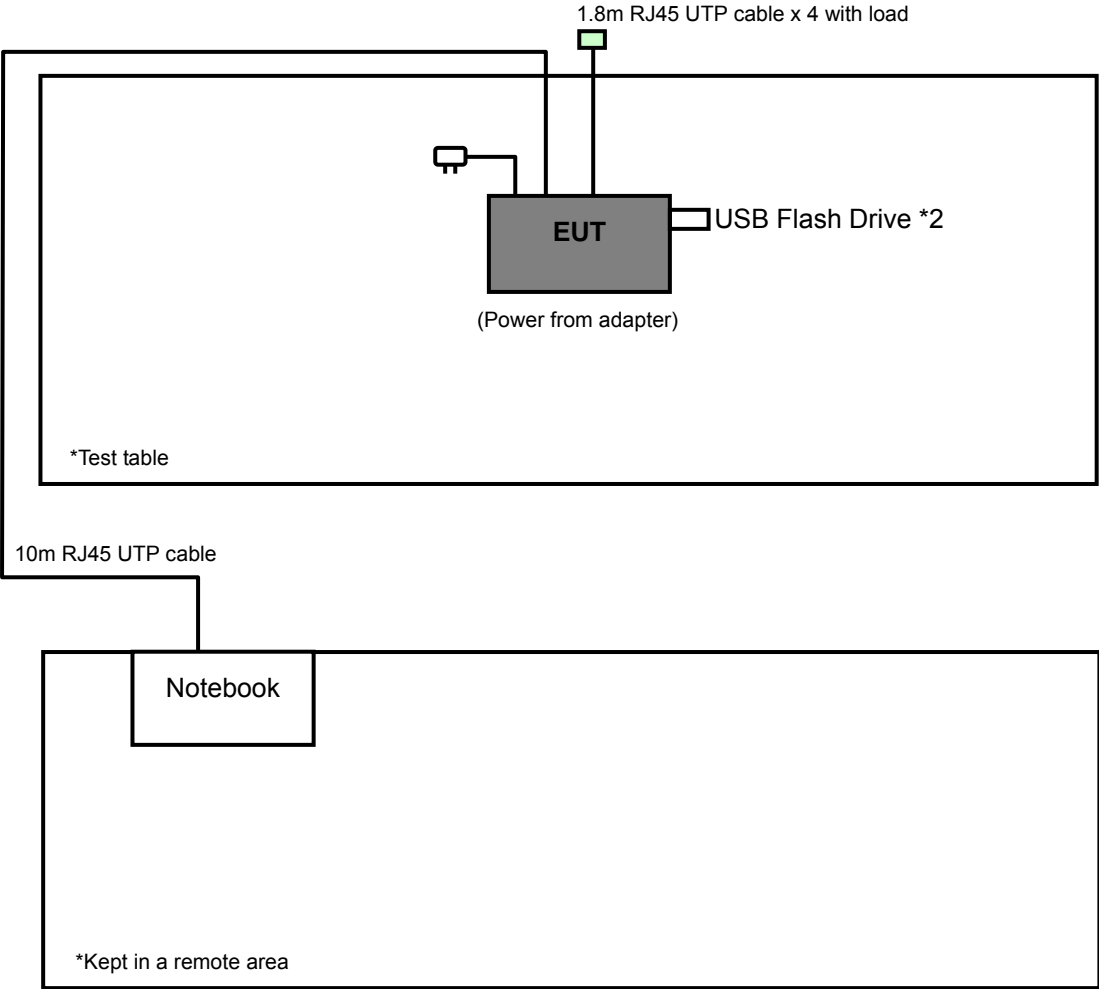 1.8m RJ45 UTP cable x 4 with load
EUT
USB Flash Drive *2
(Power from adapter)
*Test table
10m RJ45 UTP cable
Notebook
*Kept in a remote area